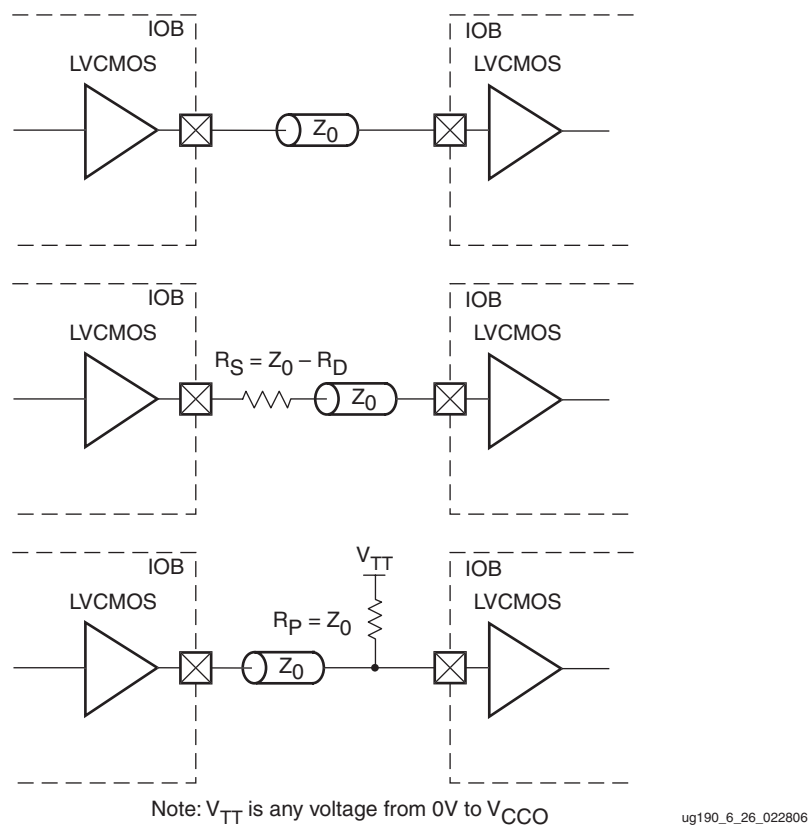 IOB
IOB
LVCMOS
LVCMOS
Z0
IOB
IOB
LVCMOS
LVCMOS
RS = Z0 – RD
Z0
IOB
IOB
VTT
LVCMOS
LVCMOS
RP = Z0
Z0
Note: VTT is any voltage from 0V to VCCO
ug190_6_26_022806